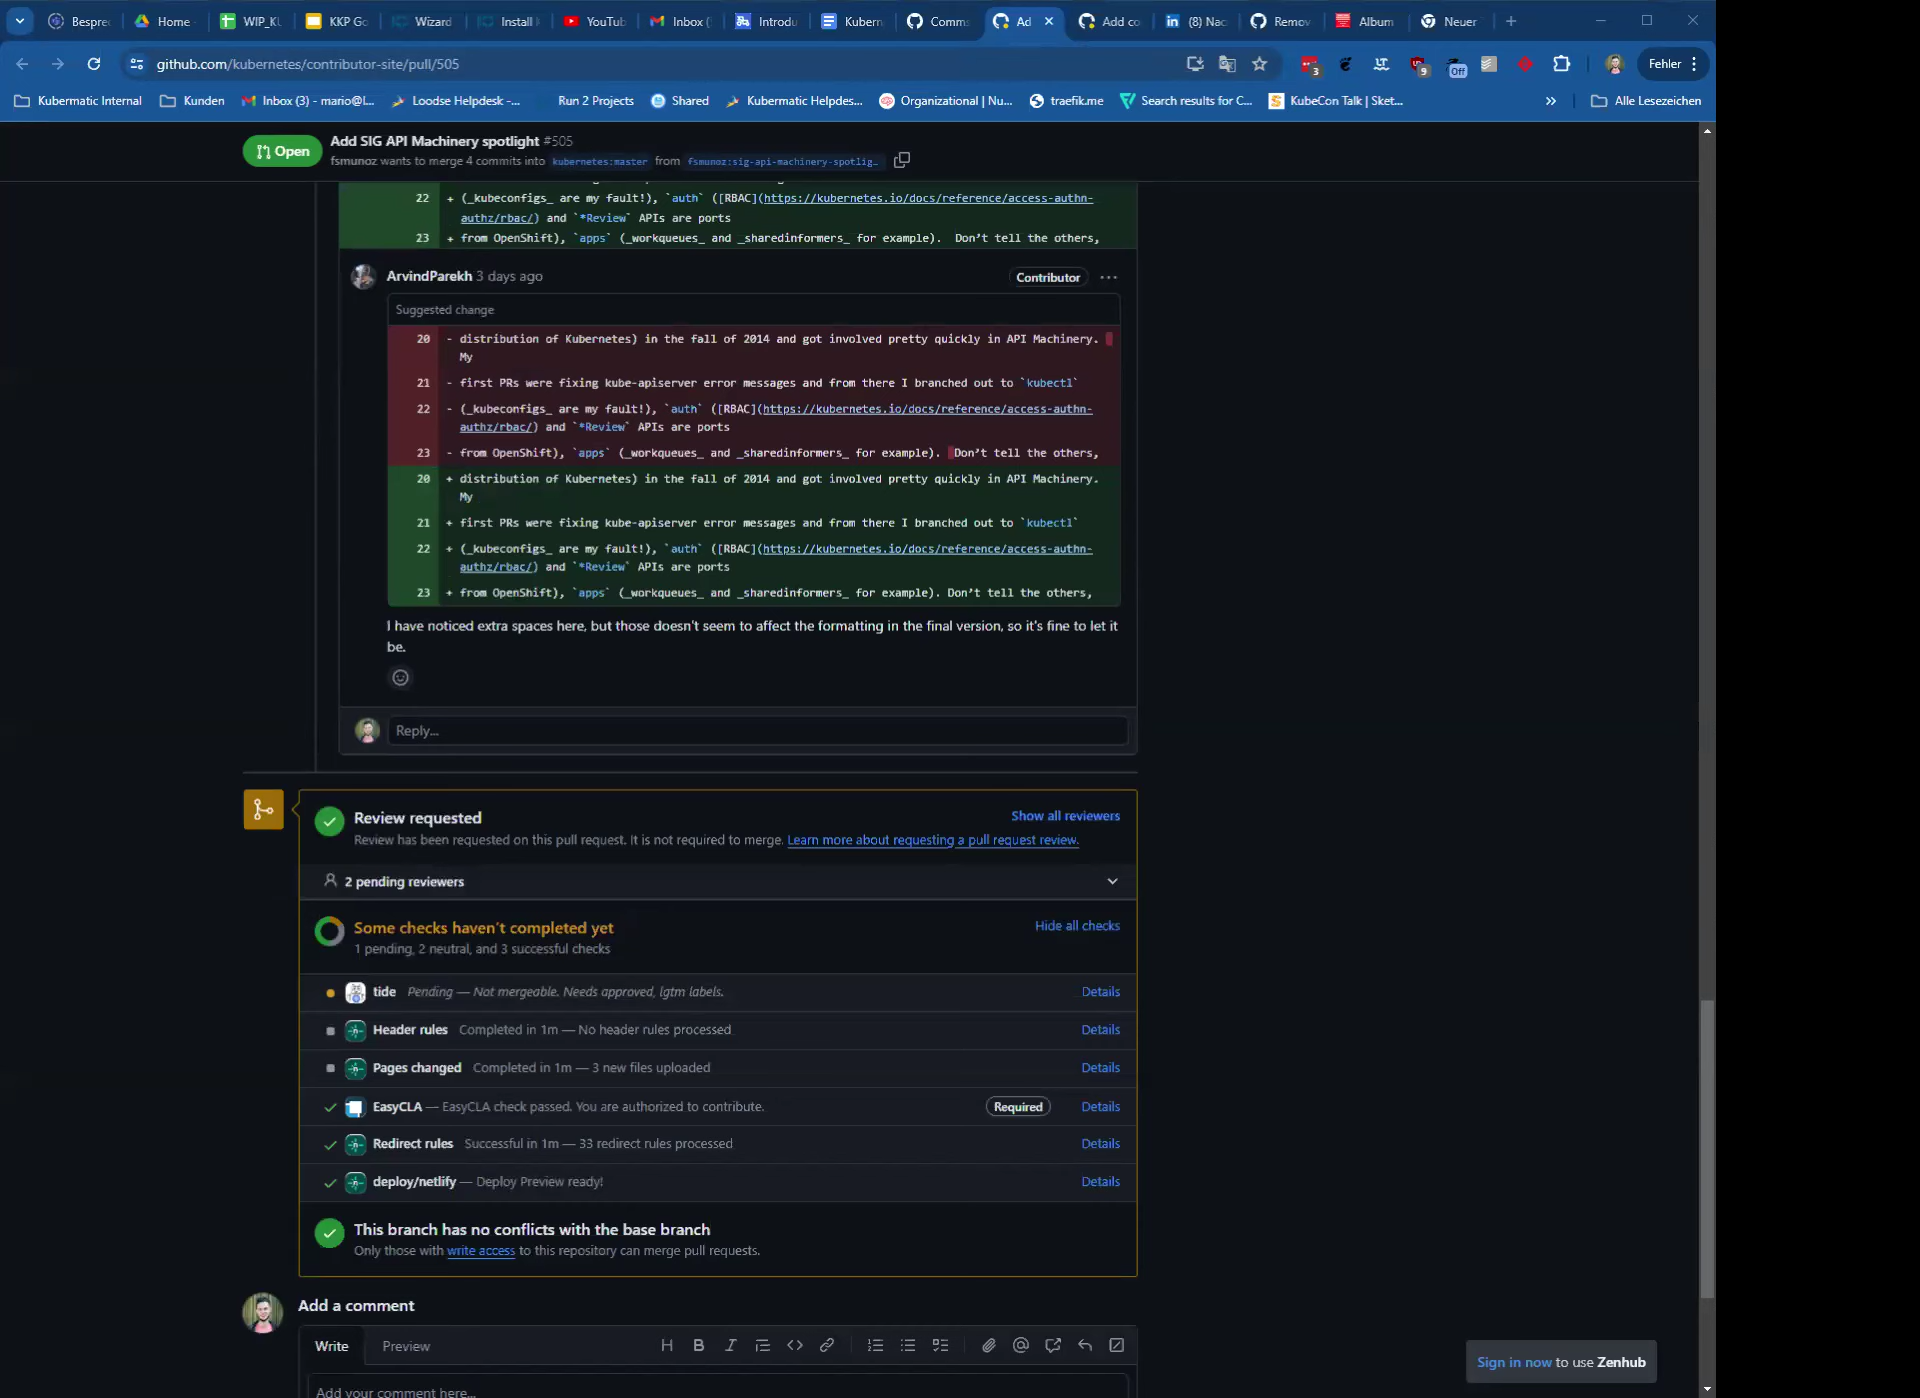 Bespre
Home
WIP_KU
KKP Go
Wizard
Install
YouTub
Inbox (
Introdu
Kubern
Comms
Ad
Add co
(8) Nac
Remov
Album
Neuer
github.com/kubernetes/contributor-site/pull/505
3
9
Off
Fehler
Kubermatic Internal
Kunden
Inbox (3) - mario@l...
Loodse Helpdesk -...
Run 2 Projects
Shared
Kubermatic Helpdes...
Organizational | Nu...
traefik.me
Search results for C...
KubeCon Talk | Sket...
»
Alle Lesezeichen
Open
Add SIG API Machinery spotlight #505
fsmunoz wants to merge 4 commits into kubernetes:master from fsmunoz:sig-api-machinery-spotlig…
22 + (_kubeconfigs_ are my fault!), `auth` ([RBAC](https://kubernetes.io/docs/reference/access-authn-
authz/rbac/) and `*Review` APIs are ports
23 + from OpenShift), `apps` (_workqueues_ and _sharedinformers_ for example).  Don’t tell the others,
ArvindParekh 3 days ago
Contributor
Suggested change
20 - distribution of Kubernetes) in the fall of 2014 and got involved pretty quickly in API Machinery.
My
21 - first PRs were fixing kube-apiserver error messages and from there I branched out to `kubectl`
22 - (_kubeconfigs_ are my fault!), `auth` ([RBAC](https://kubernetes.io/docs/reference/access-authn-
authz/rbac/) and `*Review` APIs are ports
23 - from OpenShift), `apps` (_workqueues_ and _sharedinformers_ for example).  Don’t tell the others,
20 + distribution of Kubernetes) in the fall of 2014 and got involved pretty quickly in API Machinery.
My
21 + first PRs were fixing kube-apiserver error messages and from there I branched out to `kubectl`
22 + (_kubeconfigs_ are my fault!), `auth` ([RBAC](https://kubernetes.io/docs/reference/access-authn-
authz/rbac/) and `*Review` APIs are ports
23 + from OpenShift), `apps` (_workqueues_ and _sharedinformers_ for example). Don’t tell the others,
I have noticed extra spaces here, but those doesn't seem to affect the formatting in the final version, so it's fine to let it
be.
Reply...
Review requested
Show all reviewers
Review has been requested on this pull request. It is not required to merge. Learn more about requesting a pull request review.
2 pending reviewers
Some checks haven't completed yet
Hide all checks
1 pending, 2 neutral, and 3 successful checks
tide Pending — Not mergeable. Needs approved, lgtm labels.
Details
Header rules Completed in 1m — No header rules processed
Details
Pages changed Completed in 1m — 3 new files uploaded
Details
EasyCLA — EasyCLA check passed. You are authorized to contribute.
Required
Details
Redirect rules Successful in 1m — 33 redirect rules processed
Details
deploy/netlify — Deploy Preview ready!
Details
This branch has no conflicts with the base branch
Only those with write access to this repository can merge pull requests.
Add a comment
Write
Preview
Sign in now to use Zenhub
Add your comment here...